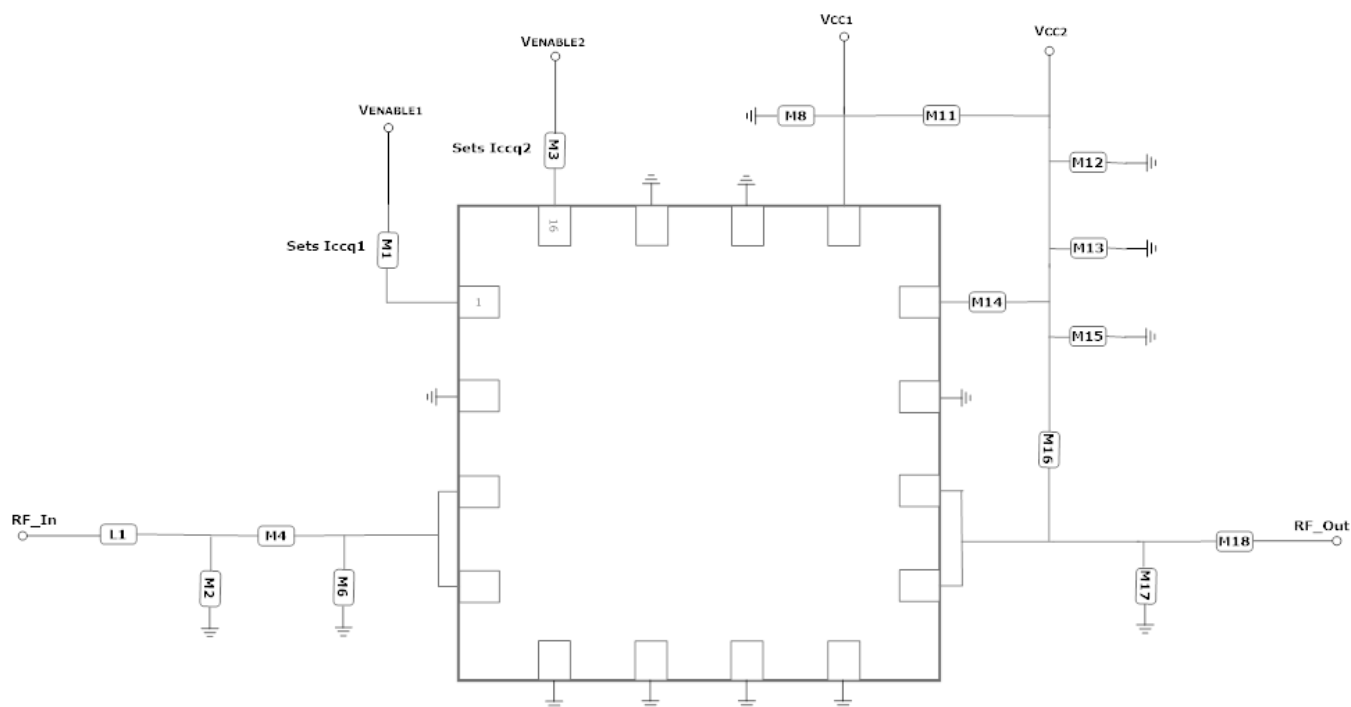 VCC1
VENABLE2
VCC2
VENABLE1
M8
M11
Sets Iccq2
M3
M12
16
Sets Iccq1
M1
M13
1
M14
M15
M16
RF_In
L1
M4
RF_Out
M18
M2
M6
M17